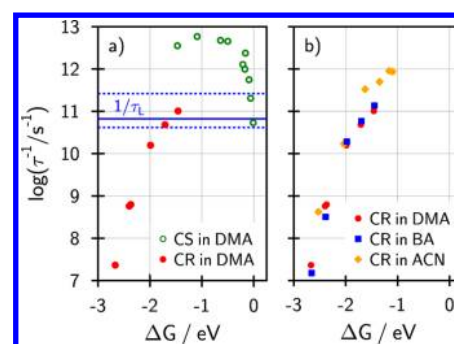 a)
b)
13
12
11
10
9
8
7
log(τ⁻¹/s⁻¹)
1/τL
CS in DMA
CR in DMA
CR in DMA
CR in BA
CR in ACN
-3 -2 -1 0
-3 -2 -1 0
ΔG / eV
ΔG / eV